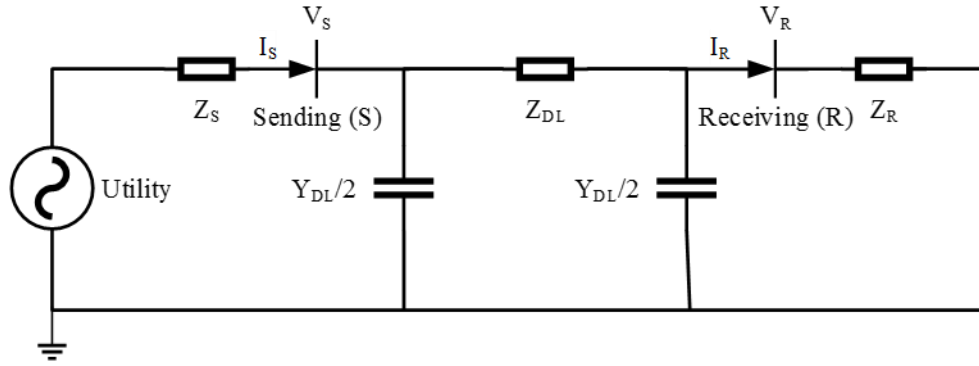 V_S
V_R
I_S
I_R
Z_S
Sending (S)
Z_DL
Receiving (R)
Z_R
Utility
Y_DL/2
Y_DL/2